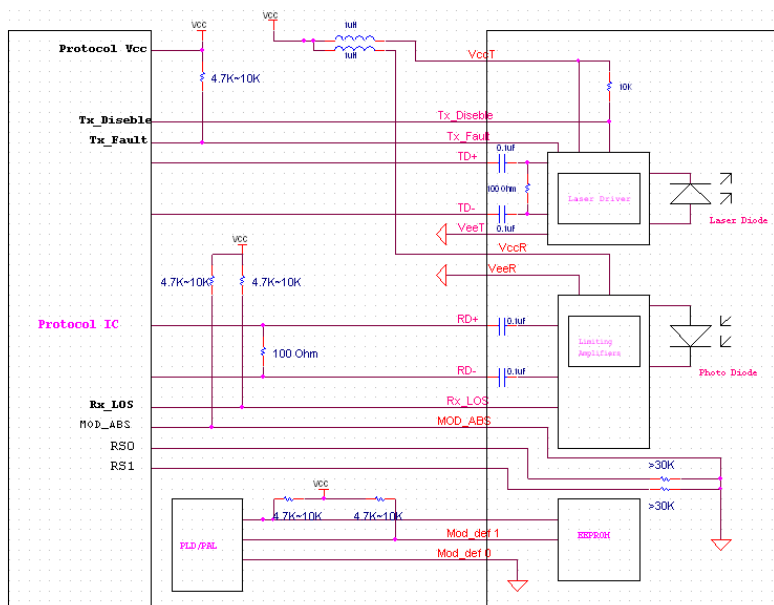 VCC
VCC
1uH
1uH
Protocol Vcc
4.7K~10K
VccT
10K
Tx_Diseble
Tx_Diseble
Tx_Fault
Tx_Fault
TD+
0.1uf
100 Ohm
TD-
0.1uf
Laser Driver
Laser Diode
VeeT
VccR
VCC
VeeR
4.7K~10K
4.7K~10K
Protocol IC
RD+
0.1uf
Limiting
Amplifiers
100 Ohm
RD-
0.1uf
Photo Diode
Rx_LOS
Rx_LOS
MOD_ABS
MOD_ABS
RS0
RS1
>30K
>30K
VCC
4.7K~10K
4.7K~10K
PLD/PAL
Mod_def 1
Mod_def 0
EEPROM